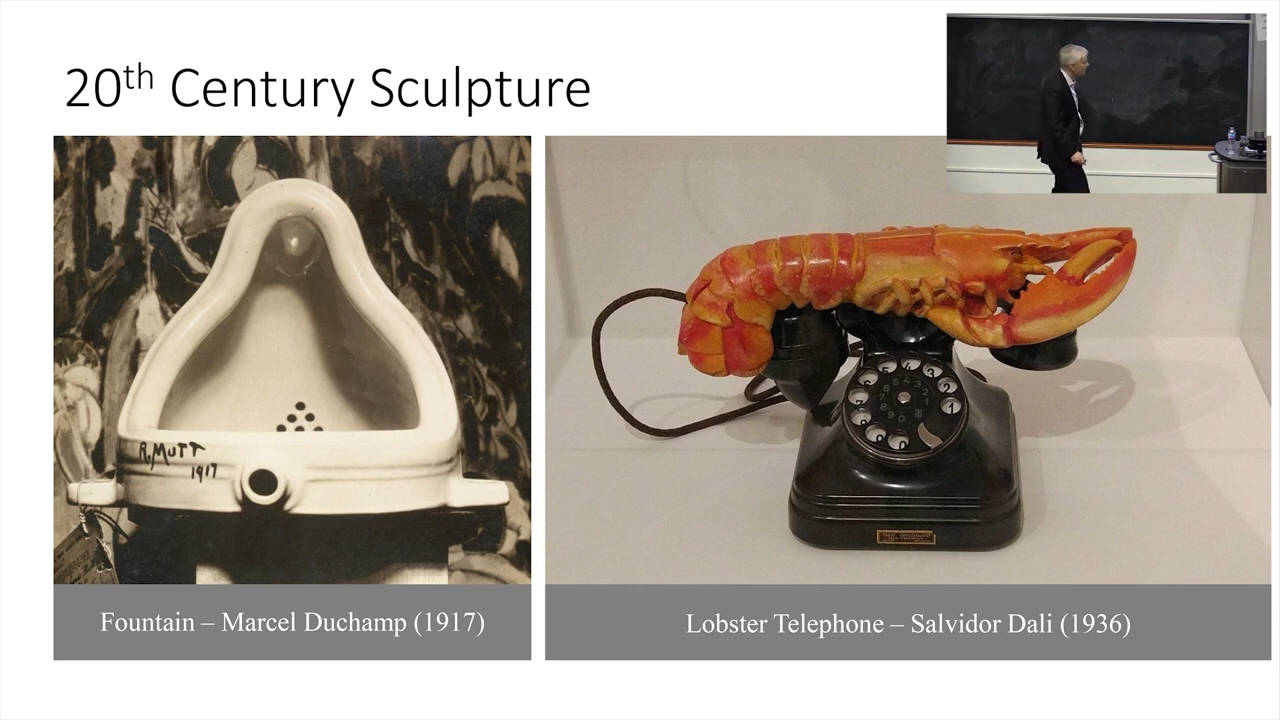 20th Century Sculpture
R.MUTT
1917
Fountain – Marcel Duchamp (1917)
Lobster Telephone – Salvidor Dali (1936)